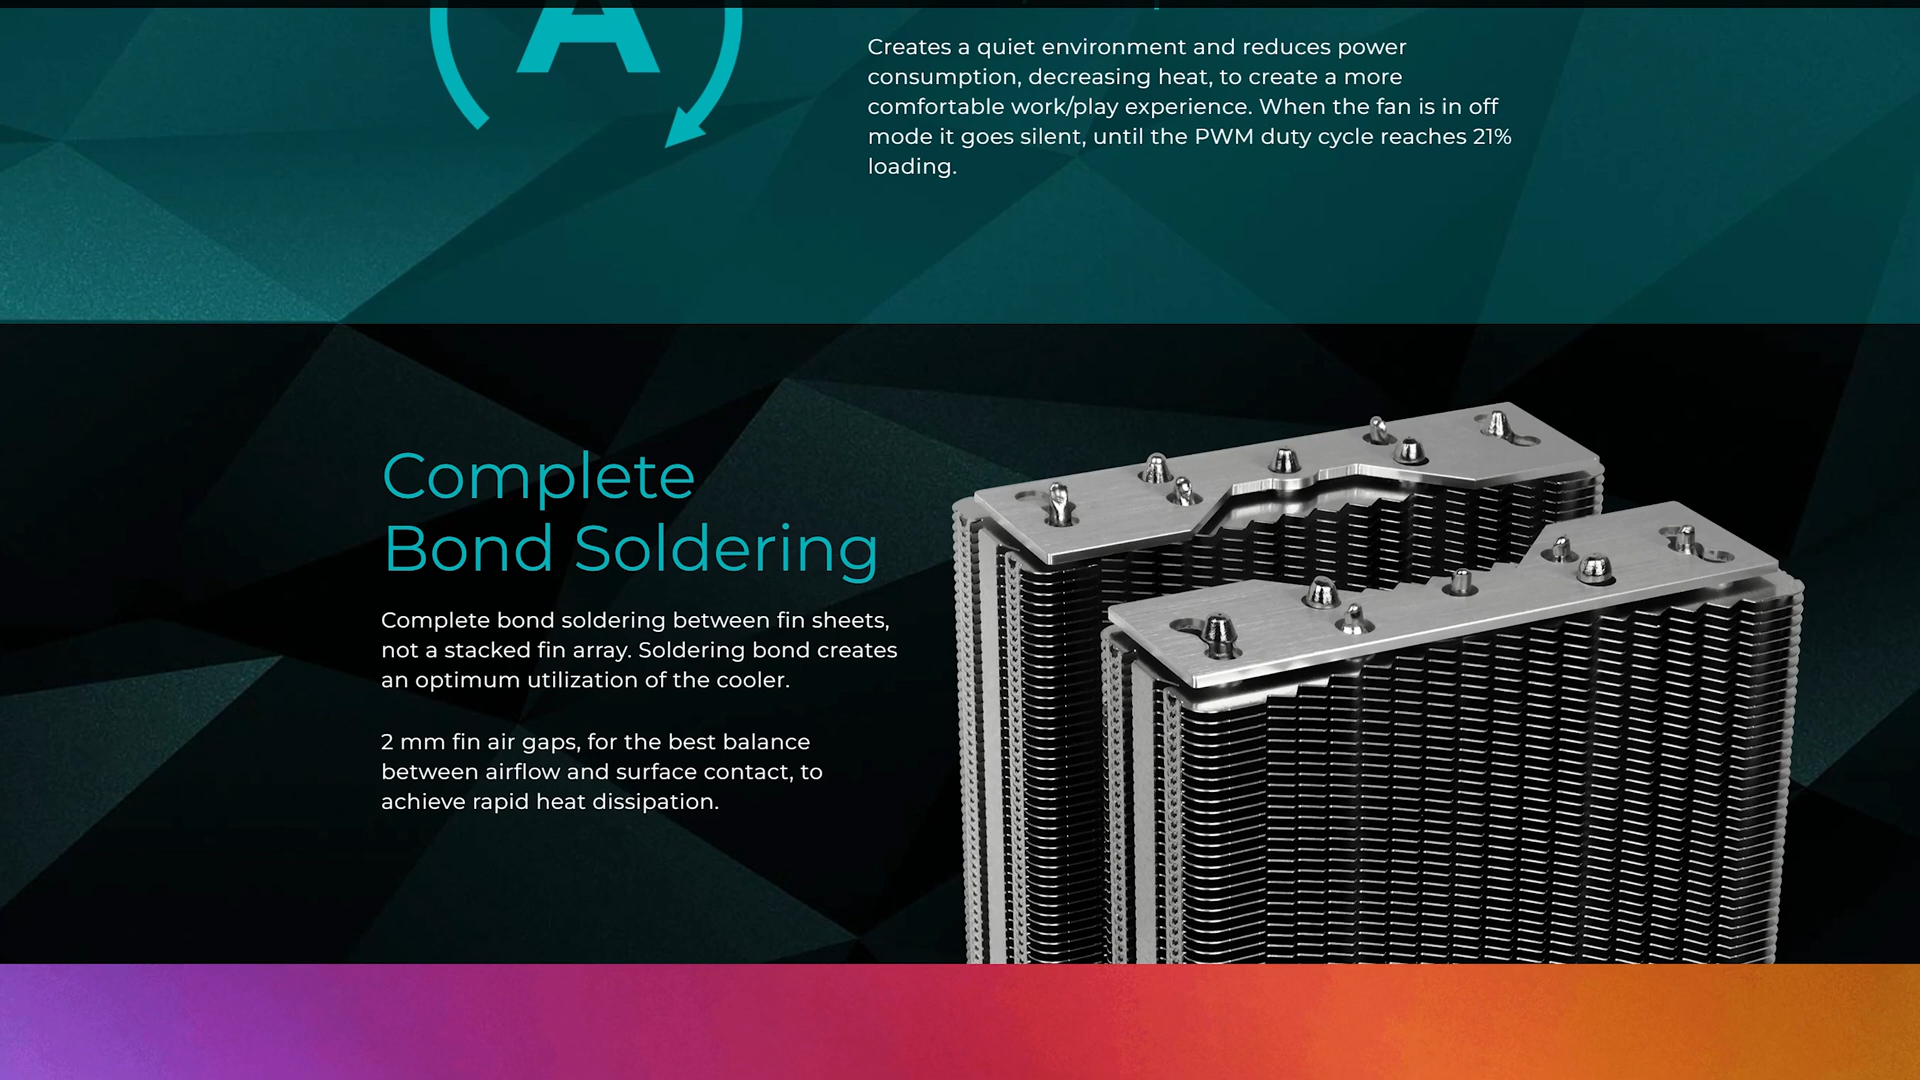 A
Creates a quiet environment and reduces power
consumption, decreasing heat, to create a more
comfortable work/play experience. When the fan is in off
mode it goes silent, until the PWM duty cycle reaches 21%
loading.
Complete
Bond Soldering
Complete bond soldering between fin sheets,
not a stacked fin array. Soldering bond creates
an optimum utilization of the cooler.
2 mm fin air gaps, for the best balance
between airflow and surface contact, to
achieve rapid heat dissipation.